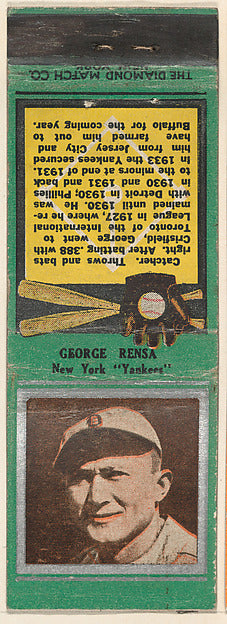 THE DIAMOND MATCH CO.
NEW YORK
Catcher. Throws and bats
right. After batting .388 with
Crisfield, George went to
Toronto of the International
League in 1927, where he re-
mained until 1930. He was
with Detroit in 1930; Phillies
in 1930 and 1931 and back
to the minors at end of 1931.
In 1933 the Yankees secured
him from Jersey City and
have farmed him out to
Buffalo for the coming year.
GEORGE RENSA
New York "Yankees"
B